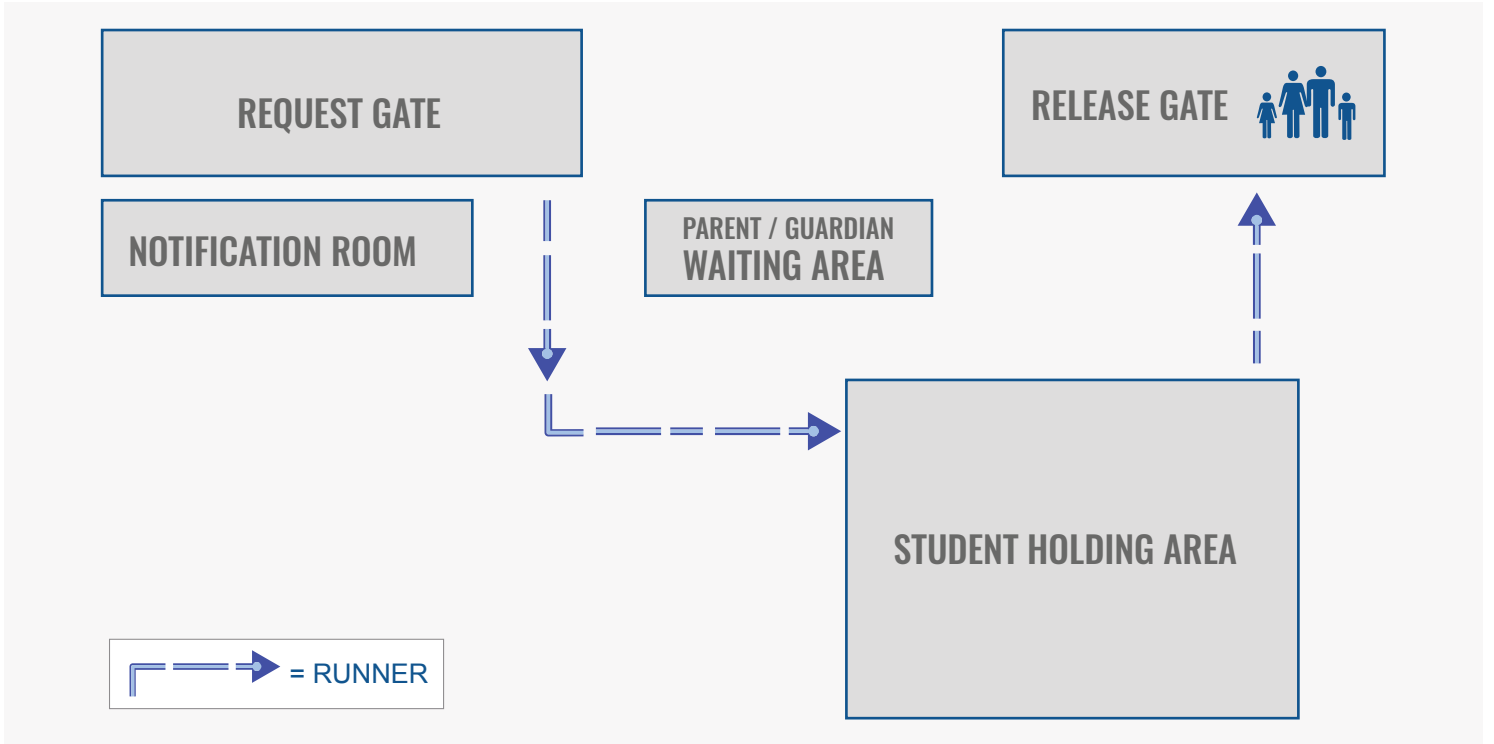 REQUEST GATE
RELEASE GATE
NOTIFICATION ROOM
PARENT / GUARDIAN
WAITING AREA
STUDENT HOLDING AREA
= RUNNER